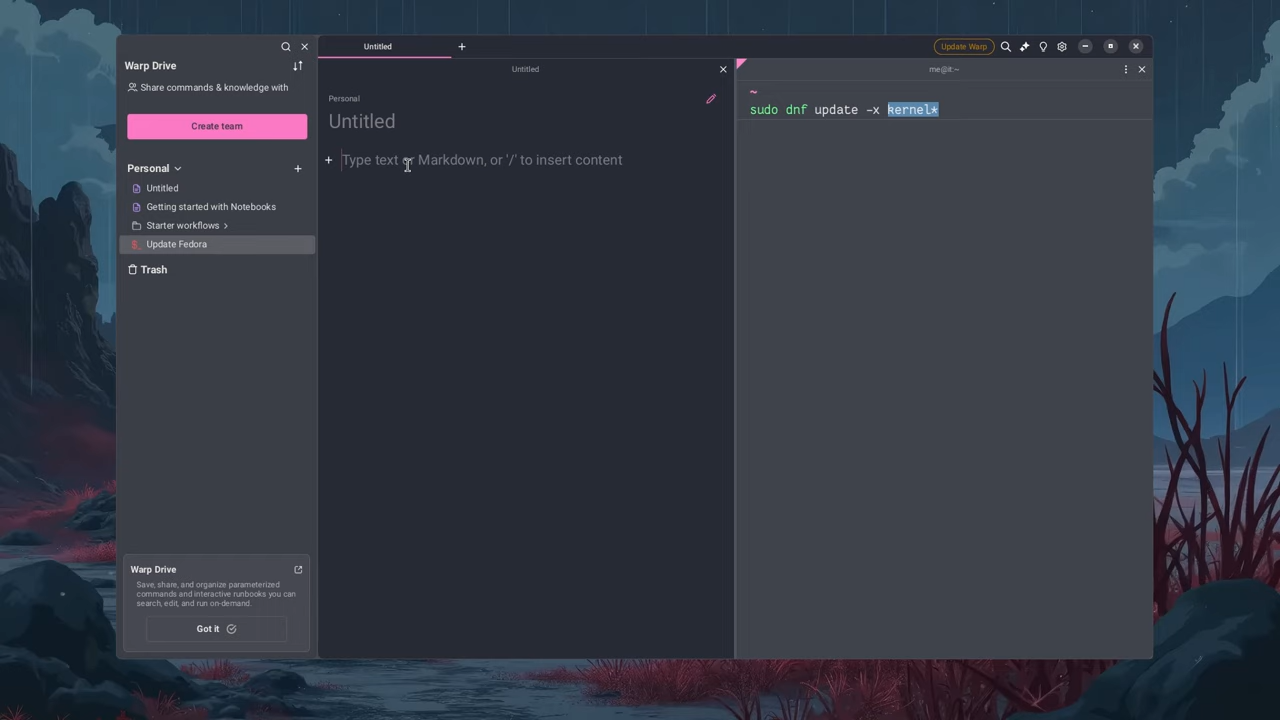 Untitled
Update Warp
Warp Drive
Share commands & knowledge with
Create team
Personal
Untitled
Getting started with Notebooks
Starter workflows
Update Fedora
Trash
Warp Drive
Save, share, and organize parameterized
commands and interactive runbooks you can
search, edit, and run on-demand.
Got it
Untitled
Personal
Untitled
Type text or Markdown, or '/' to insert content
me@it:~
~
sudo dnf update -x kernel*